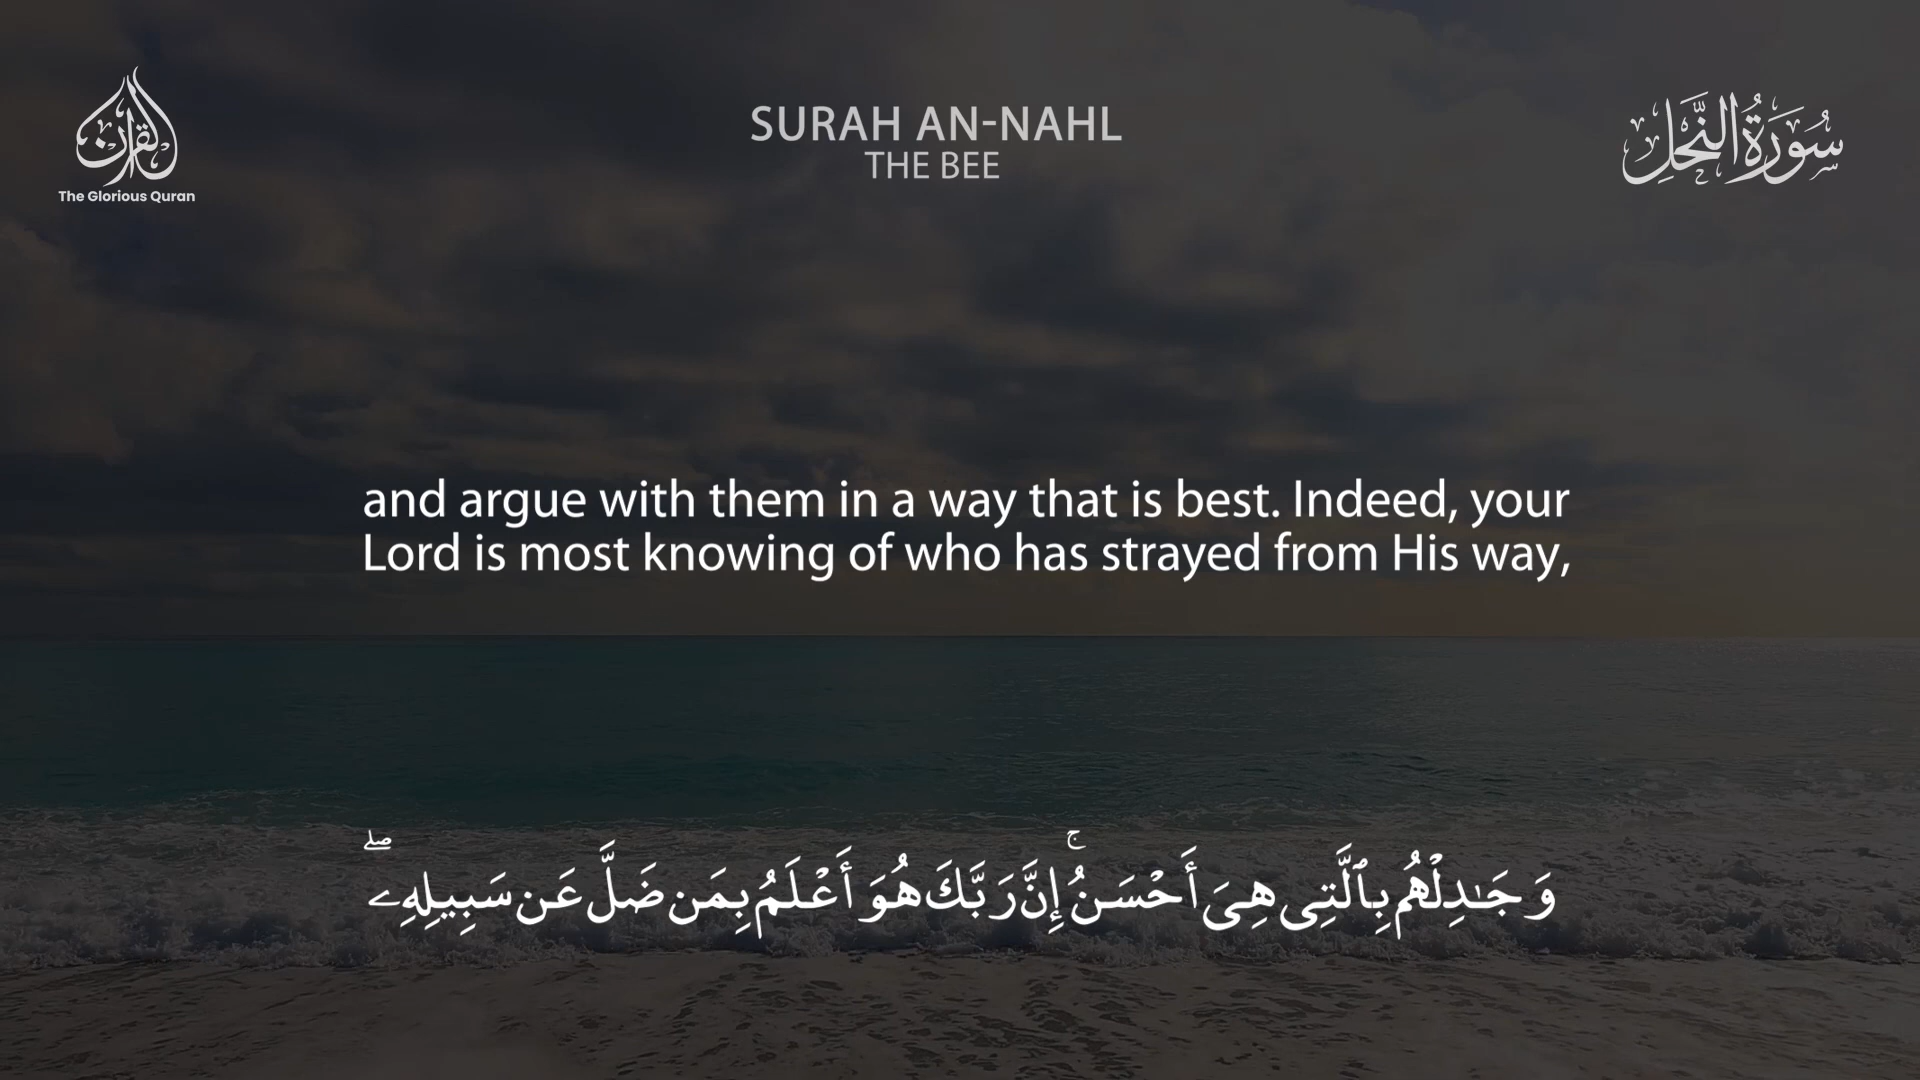 القرآن
The Glorious Quran
SURAH AN-NAHL
THE BEE
سُورَةُ النَّحْلِ
and argue with them in a way that is best. Indeed, your
Lord is most knowing of who has strayed from His way,
وَجَـٰدِلْهُم بِٱلَّتِى هِىَ أَحْسَنُ ۚ إِنَّ رَبَّكَ هُوَ أَعْلَمُ بِمَن ضَلَّ عَن سَبِيلِهِۦ ۖ